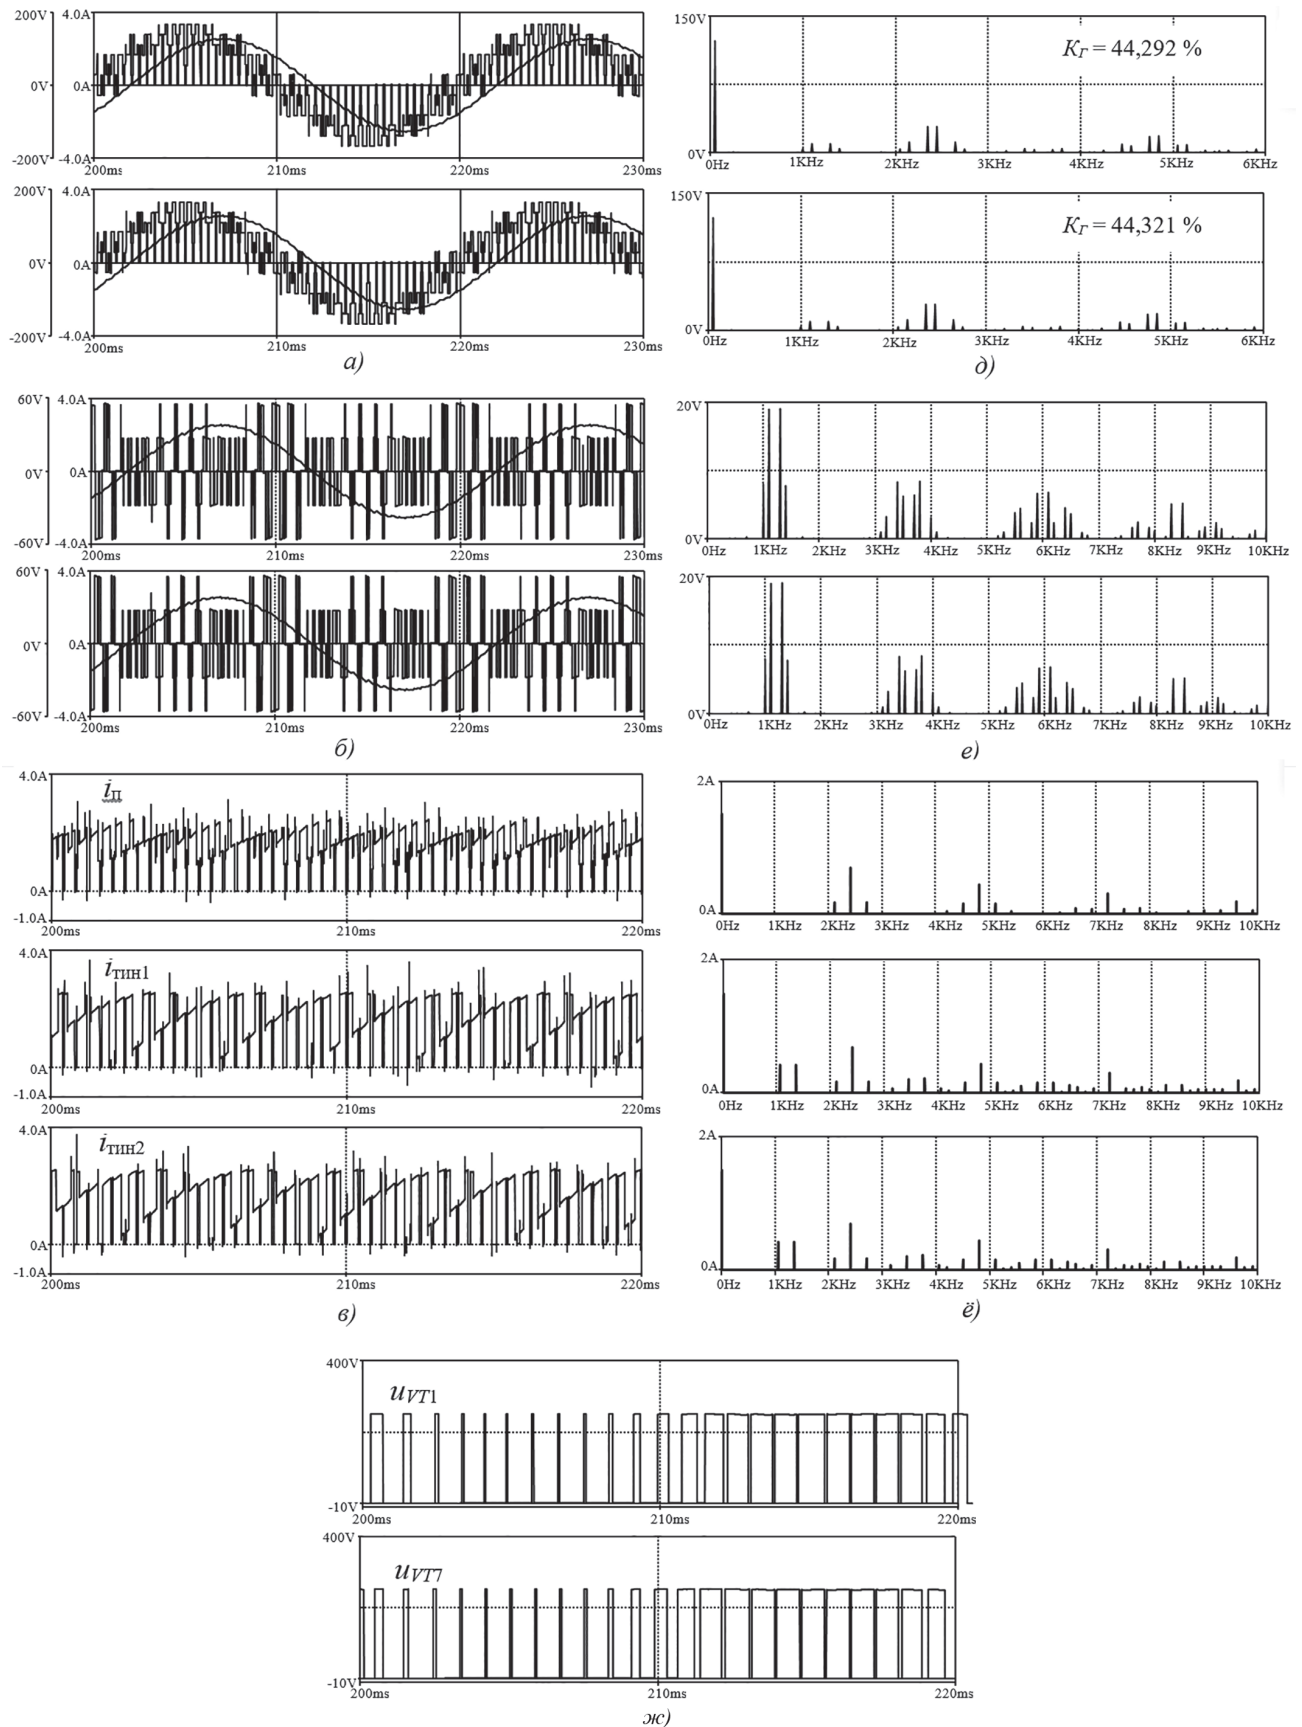 200V 4.0A
0V 0A
-200V -4.0A
200ms 210ms 220ms 230ms
200V 4.0A
0V 0A
-200V -4.0A
200ms 210ms 220ms 230ms
а)
150V
К_Г = 44,292 %
0V
0Hz 1KHz 2KHz 3KHz 4KHz 5KHz 6KHz
150V
К_Г = 44,321 %
0V
0Hz 1KHz 2KHz 3KHz 4KHz 5KHz 6KHz
д)
60V 4.0A
0V 0A
-60V -4.0A
200ms 210ms 220ms 230ms
60V 4.0A
0V 0A
-60V -4.0A
200ms 210ms 220ms 230ms
б)
20V
0V
0Hz 1KHz 2KHz 3KHz 4KHz 5KHz 6KHz 7KHz 8KHz 9KHz 10KHz
20V
0V
0Hz 1KHz 2KHz 3KHz 4KHz 5KHz 6KHz 7KHz 8KHz 9KHz 10KHz
е)
4.0A
iП
0A
-1.0A
200ms 210ms 220ms
4.0A
iТИН1
0A
-1.0A
200ms 210ms 220ms
4.0A
iТИН2
0A
-1.0A
200ms 210ms 220ms
в)
2A
0A
0Hz 1KHz 2KHz 3KHz 4KHz 5KHz 6KHz 7KHz 8KHz 9KHz 10KHz
2A
0A
0Hz 1KHz 2KHz 3KHz 4KHz 5KHz 6KHz 7KHz 8KHz 9KHz 10KHz
2A
0A
0Hz 1KHz 2KHz 3KHz 4KHz 5KHz 6KHz 7KHz 8KHz 9KHz 10KHz
ё)
400V
uVT1
-10V
200ms 210ms 220ms
400V
uVT7
-10V
200ms 210ms 220ms
ж)